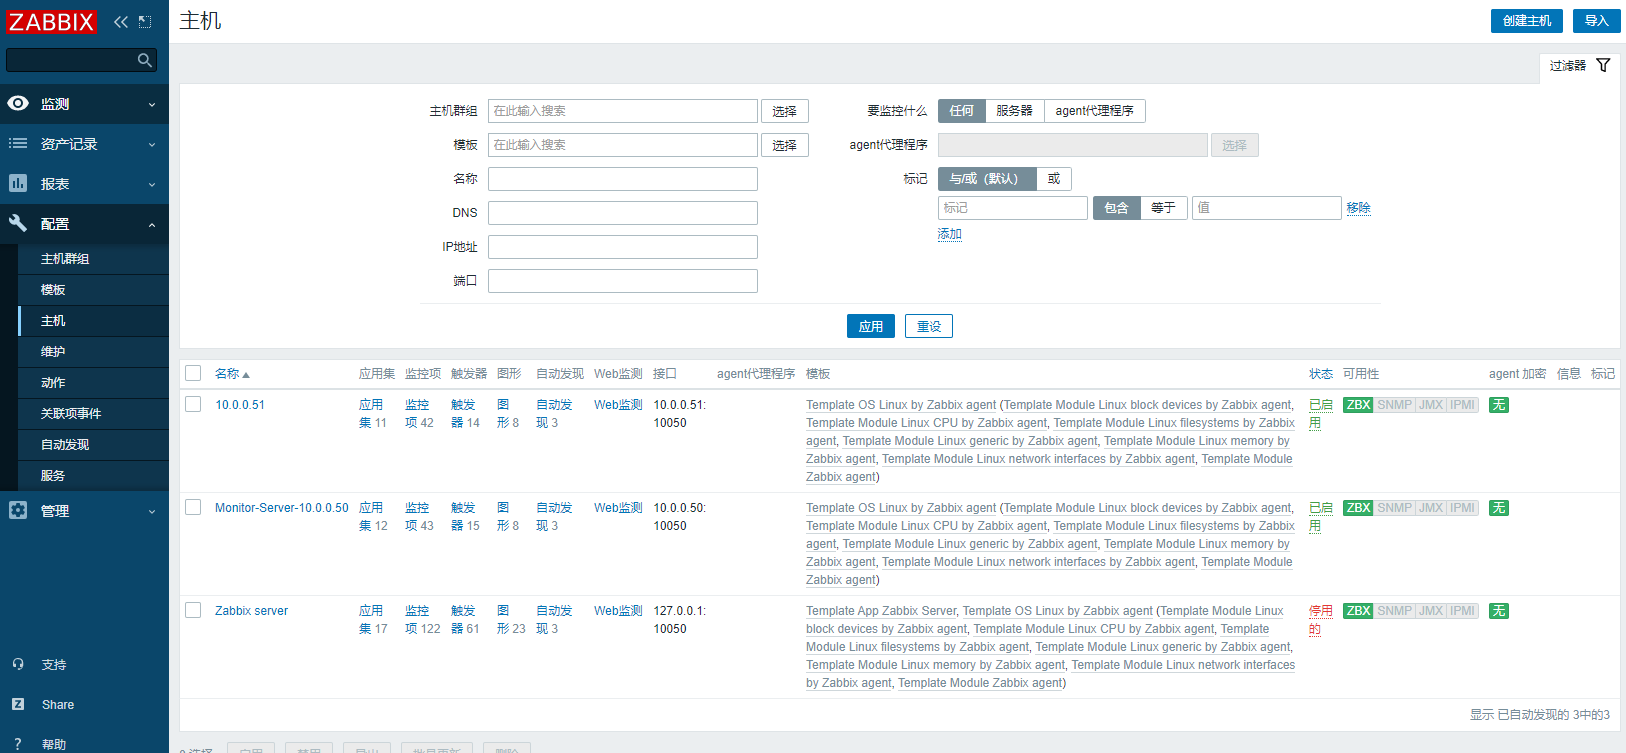 ZABBIX
主机
创建主机
导入
过滤器
监测
资产记录
报表
配置
主机群组
模板
主机
维护
动作
关联项事件
自动发现
服务
管理
支持
Share
帮助
主机群组 在此输入搜索 选择
模板 在此输入搜索 选择
名称
DNS
IP地址
端口
要监控什么 任何 服务器 agent代理程序
agent代理程序 选择
标记 与/或（默认） 或
标记 包含 等于 值 移除
添加
应用 重设
名称 应用集 监控项 触发器 图形 自动发现 Web监测 接口 agent代理程序 模板 状态 可用性 agent 加密 信息 标记
10.0.0.51 应用 监控 触发 图 自动发 Web监测 10.0.0.51: Template OS Linux by Zabbix agent (Template Module Linux block devices by Zabbix agent, 已启 ZBX SNMP JMX IPMI 无
集 11 项 42 器 14 形 8 现 3 10050 Template Module Linux CPU by Zabbix agent, Template Module Linux filesystems by Zabbix 用
agent, Template Module Linux generic by Zabbix agent, Template Module Linux memory by
Zabbix agent, Template Module Linux network interfaces by Zabbix agent, Template Module
Zabbix agent)
Monitor-Server-10.0.0.50 应用 监控 触发 图 自动发 Web监测 10.0.0.50: Template OS Linux by Zabbix agent (Template Module Linux block devices by Zabbix agent, 已启 ZBX SNMP JMX IPMI 无
集 12 项 43 器 15 形 8 现 3 10050 Template Module Linux CPU by Zabbix agent, Template Module Linux filesystems by Zabbix 用
agent, Template Module Linux generic by Zabbix agent, Template Module Linux memory by
Zabbix agent, Template Module Linux network interfaces by Zabbix agent, Template Module
Zabbix agent)
Zabbix server 应用 监控 触发 图 自动发 Web监测 127.0.0.1: Template App Zabbix Server, Template OS Linux by Zabbix agent (Template Module Linux 停用 ZBX SNMP JMX IPMI 无
集 17 项 122 器 61 形 23 现 3 10050 block devices by Zabbix agent, Template Module Linux CPU by Zabbix agent, Template 的
Module Linux filesystems by Zabbix agent, Template Module Linux generic by Zabbix agent,
Template Module Linux memory by Zabbix agent, Template Module Linux network interfaces
by Zabbix agent, Template Module Zabbix agent)
显示 已自动发现的 3中的3
0 选择 启用 禁用 导出 批量更新 删除